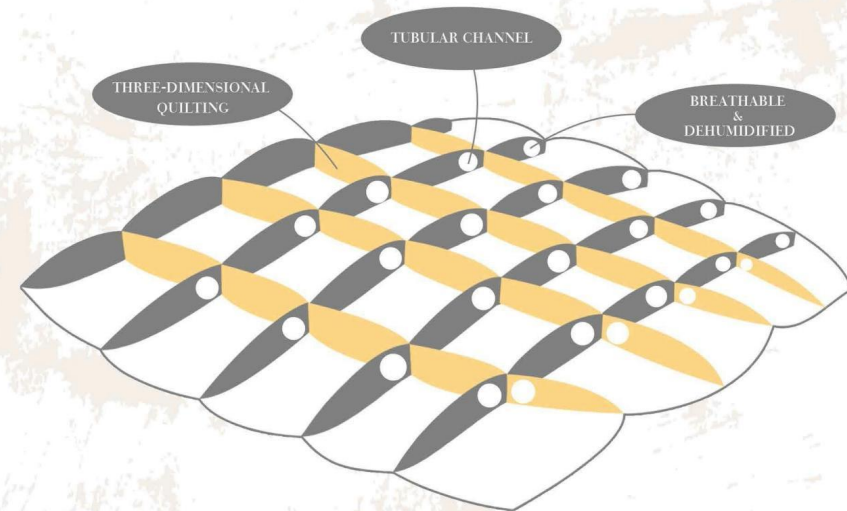 TUBULAR CHANNEL
THREE-DIMENSIONAL
QUILTING
BREATHABLE
&
DEHUMIDIFIED